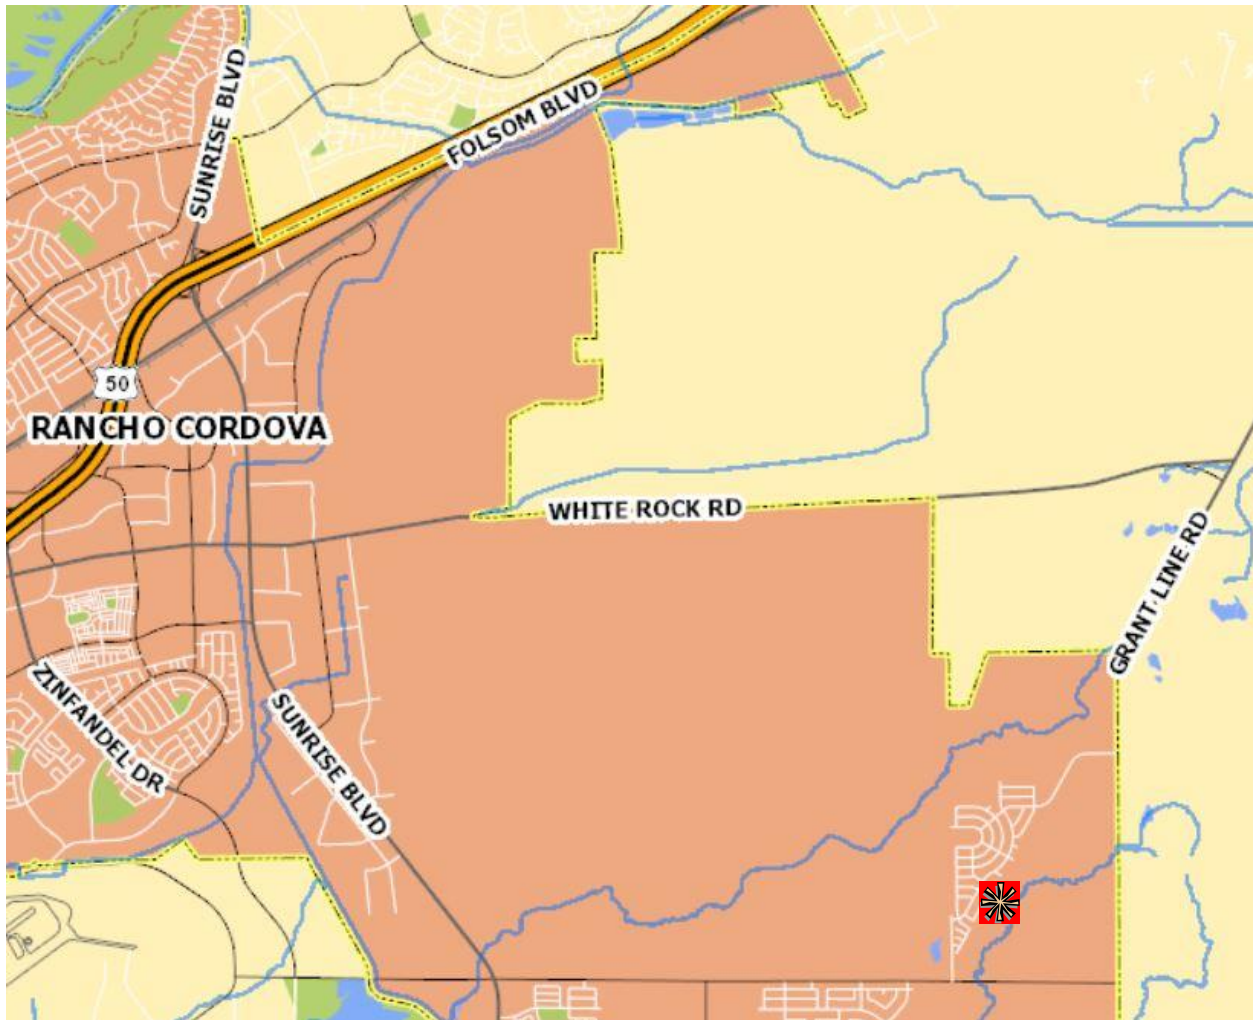 SUNRISE BLVD
FOLSOM BLVD
50
RANCHO CORDOVA
WHITE ROCK RD
GRANT LINE RD
ZINFANDEL DR
SUNRISE BLVD